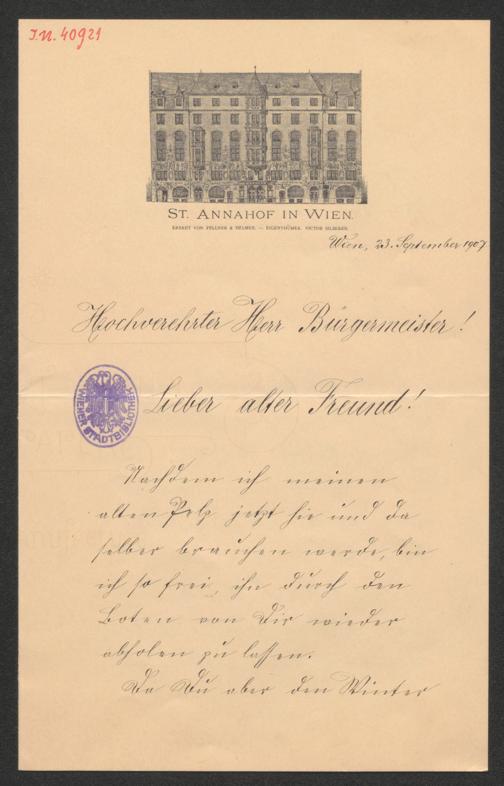 I.N. 40921
ST. ANNAHOF IN WIEN.
ERBAUT VON FELLNER & HELMER. — EIGENTHÜMER: VICTOR SILBERER.
Wien, 23. September 1907
Hochverehrter Herr Bürgermeister!
WIENER STADTBIBLIOTHEK
Lieber alter Freund!
Nachdem ich meinen
alten Pelz jetzt hie und da
selber brauchen werde, bin
ich so frei, ihn durch den
Boten von Dir wieder
abholen zu lassen.
Da Du aber den Winter